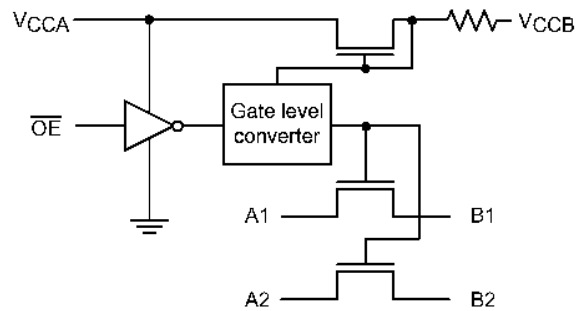 VCCA
VCCB
OE
Gate level
converter
A1
B1
A2
B2